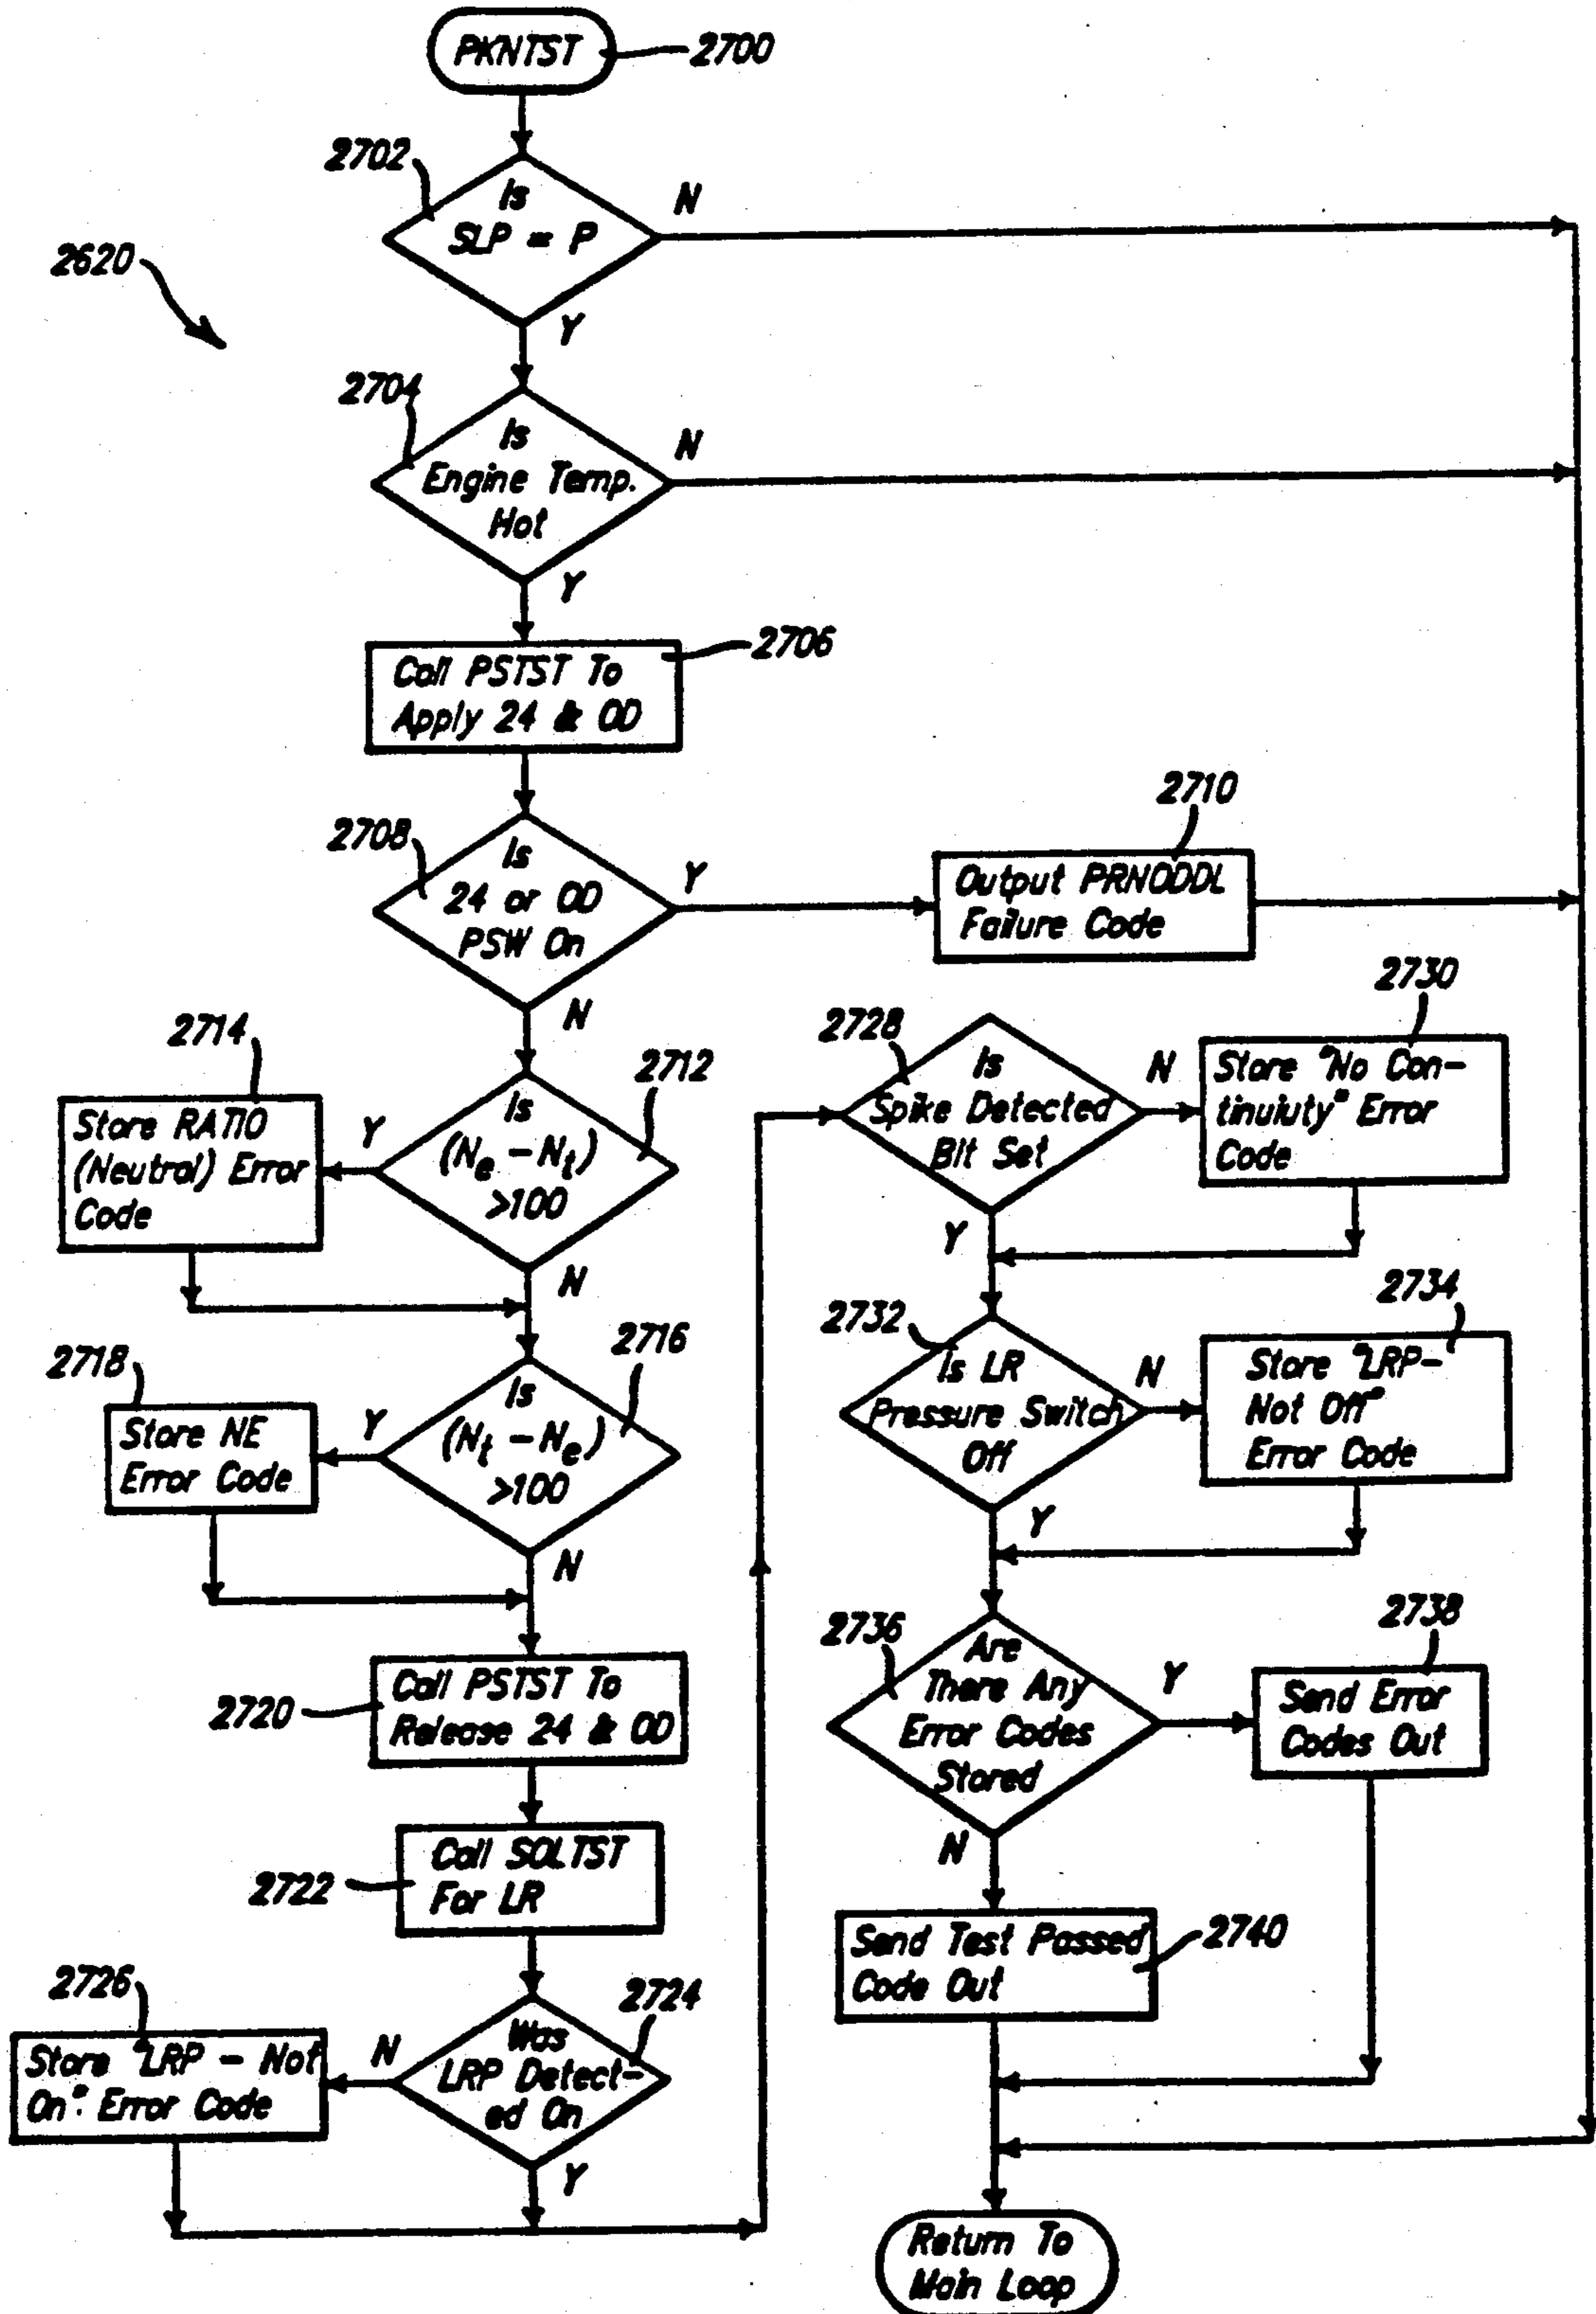 PKNTST
2700
2702
Is
SLP = P
N
2620
Y
2704
Is
Engine Temp.
Hot
N
Y
Call PSTST To
Apply 24 & OD
2706
2708
Is
24 or OD
PSW On
Y
N
2710
Output PRNODDL
Failure Code
2714
Store RATIO
(Neutral) Error
Code
Y
2712
Is
(Ne - Nt)
>100
N
2718
Store NE
Error Code
Y
2716
Is
(Nt - Ne)
>100
N
2720
Call PSTST To
Release 24 & OD
2722
Call SOLTST
For LR
2726
Store "LRP - Not
On". Error Code
N
2724
Was
LRP Detect-
ed On
Y
2728
Is
Spike Detected
Bit Set
N
Y
2730
Store "No Con-
tinuiuty" Error
Code
2732
Is LR
Pressure Switch
Off
N
Y
2734
Store "LRP-
Not Off"
Error Code
2736
Are
There Any
Error Codes
Stored
Y
N
2738
Send Error
Codes Out
Send Test Passed
Code Out
2740
Return To
Main Loop